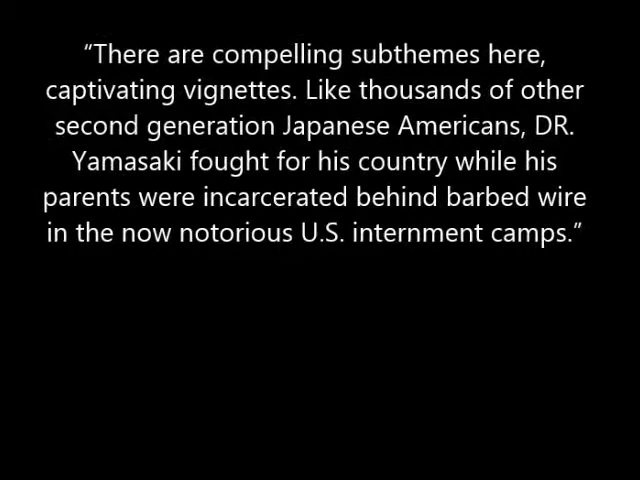 “There are compelling subthemes here,
captivating vignettes. Like thousands of other
second generation Japanese Americans, DR.
Yamasaki fought for his country while his
parents were incarcerated behind barbed wire
in the now notorious U.S. internment camps.”